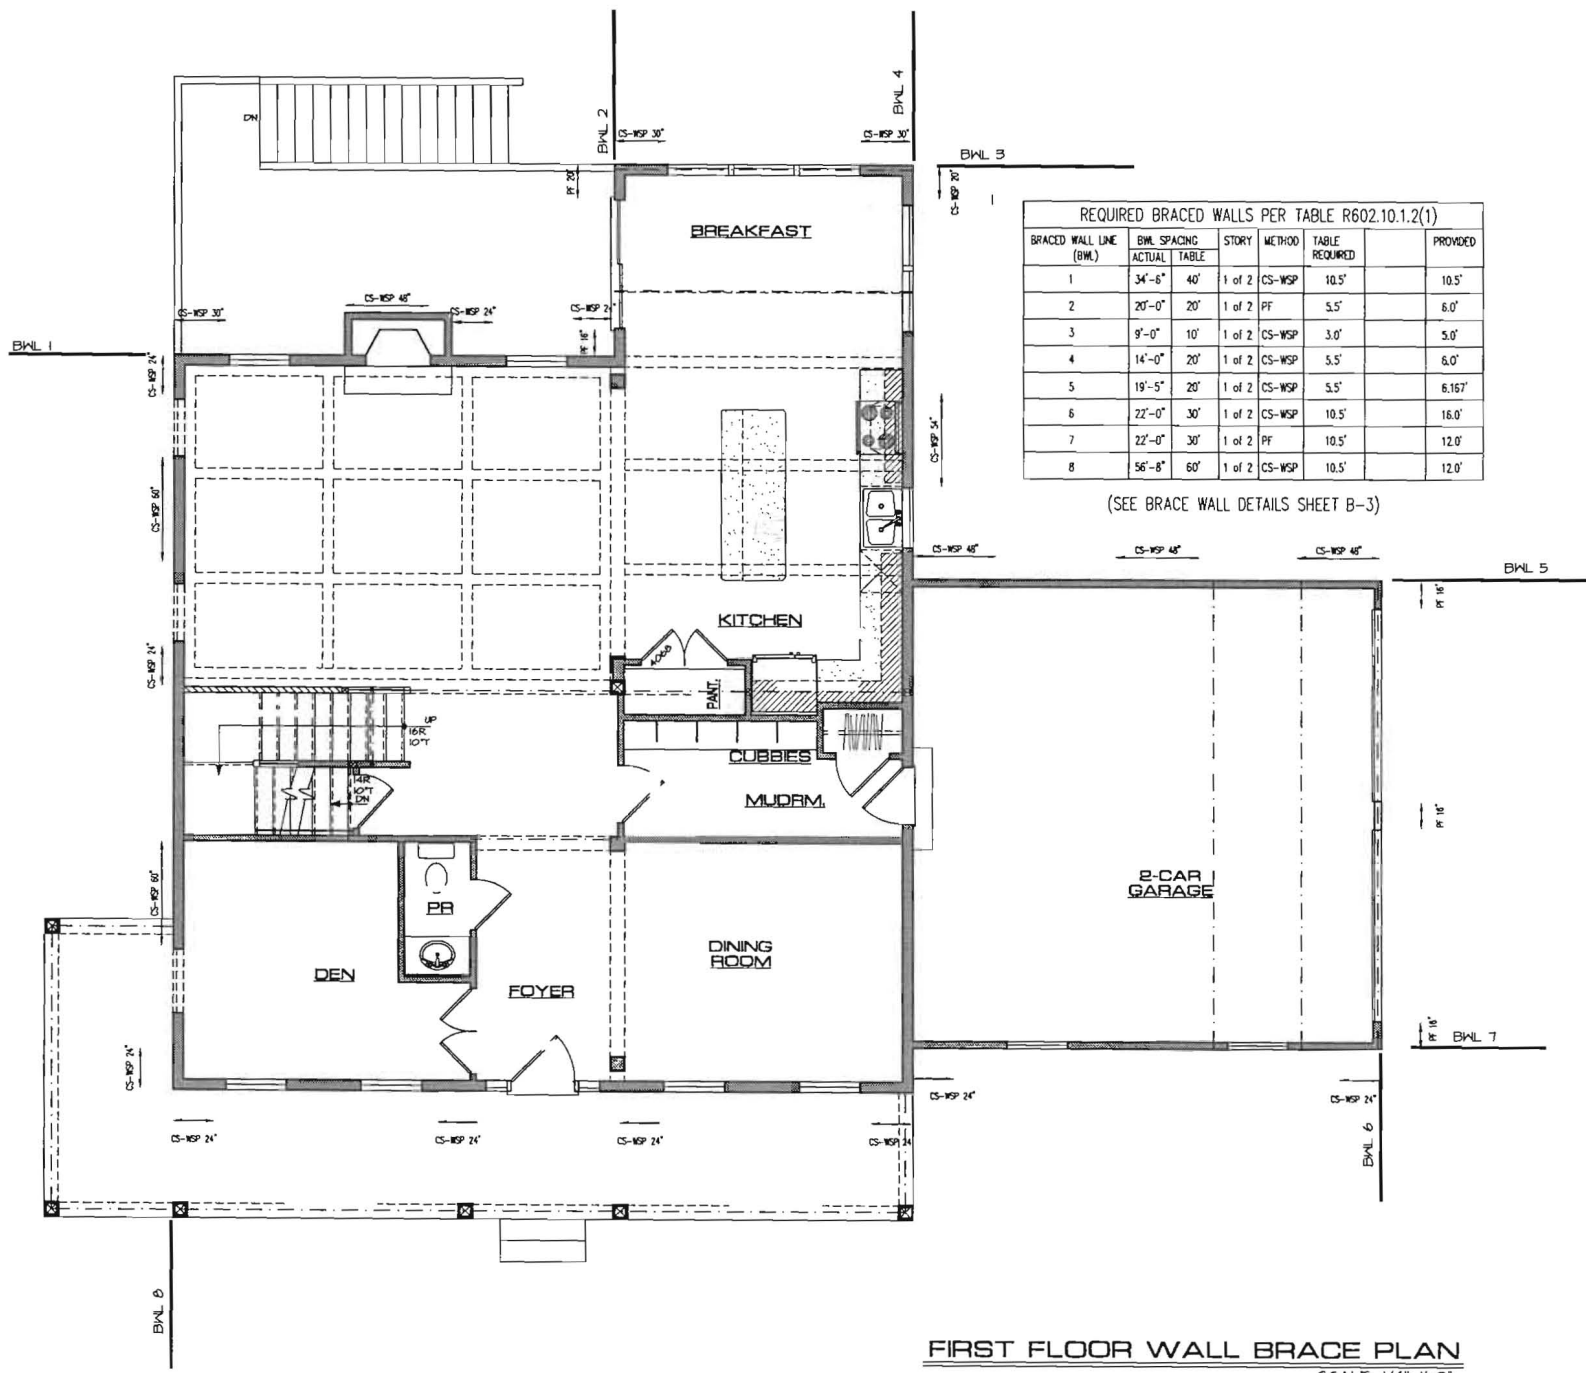 BWL 2
BWL 4
DN
CS-WSP 30"
CS-WSP 30"
BWL 3
PF 20"
CS-WSP 20"
BREAKFAST
REQUIRED BRACED WALLS PER TABLE R602.10.1.2(1)
BRACED WALL LINE (BWL) BWL SPACING ACTUAL TABLE STORY METHOD TABLE REQUIRED PROVIDED
1 34'-6" 40' 1 of 2 CS-WSP 10.5' 10.5'
2 20'-0" 20' 1 of 2 PF 5.5' 6.0'
3 9'-0" 10' 1 of 2 CS-WSP 3.0' 5.0'
4 14'-0" 20' 1 of 2 CS-WSP 5.5' 6.0'
5 19'-5" 20' 1 of 2 CS-WSP 5.5' 6.167'
6 22'-0" 30' 1 of 2 CS-WSP 10.5' 16.0'
7 22'-0" 30' 1 of 2 PF 10.5' 12.0'
8 56'-8" 60' 1 of 2 CS-WSP 10.5' 12.0'
(SEE BRACE WALL DETAILS SHEET B-3)
CS-WSP 48"
CS-WSP 30"
CS-WSP 24"
CS-WSP 24"
PF 16"
BWL 1
CS-WSP 24"
CS-WSP 54"
CS-WSP 60"
CS-WSP 48"
CS-WSP 48"
CS-WSP 48"
BWL 5
PF 16"
KITCHEN
4068
CS-WSP 24"
PANT.
UP
16R
10"T
CUBBIES
14R
10"T
DN
MUDRM.
PF 16"
CS-WSP 60"
2-CAR
GARAGE
PR
DINING
ROOM
DEN
FOYER
PF 16"
BWL 7
CS-WSP 24"
CS-WSP 24"
CS-WSP 24"
CS-WSP 24"
CS-WSP 24"
CS-WSP 24"
CS-WSP 24
BWL 6
BWL 8
FIRST FLOOR WALL BRACE PLAN